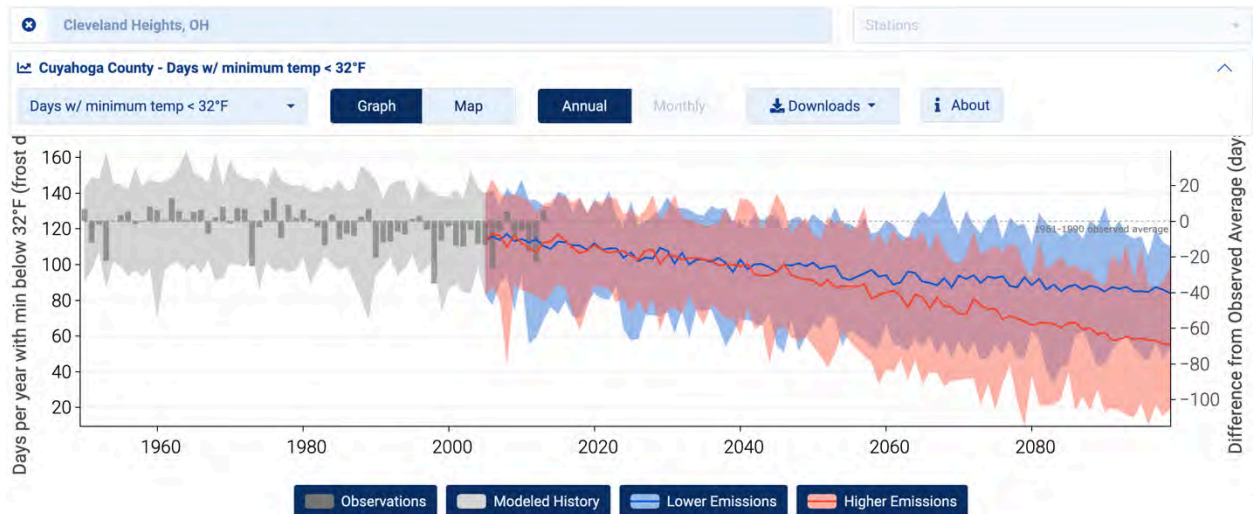 Cleveland Heights, OH
Stations
Cuyahoga County - Days w/ minimum temp < 32°F
Days w/ minimum temp < 32°F
Graph
Map
Annual
Monthly
Downloads
i About
Days per year with min below 32°F (frost d
160
140
120
100
80
60
40
20
1960
1980
2000
2020
2040
2060
2080
20
0
−20
−40
−60
−80
−100
1961-1990 observed average
Difference from Observed Average (day
Observations
Modeled History
Lower Emissions
Higher Emissions